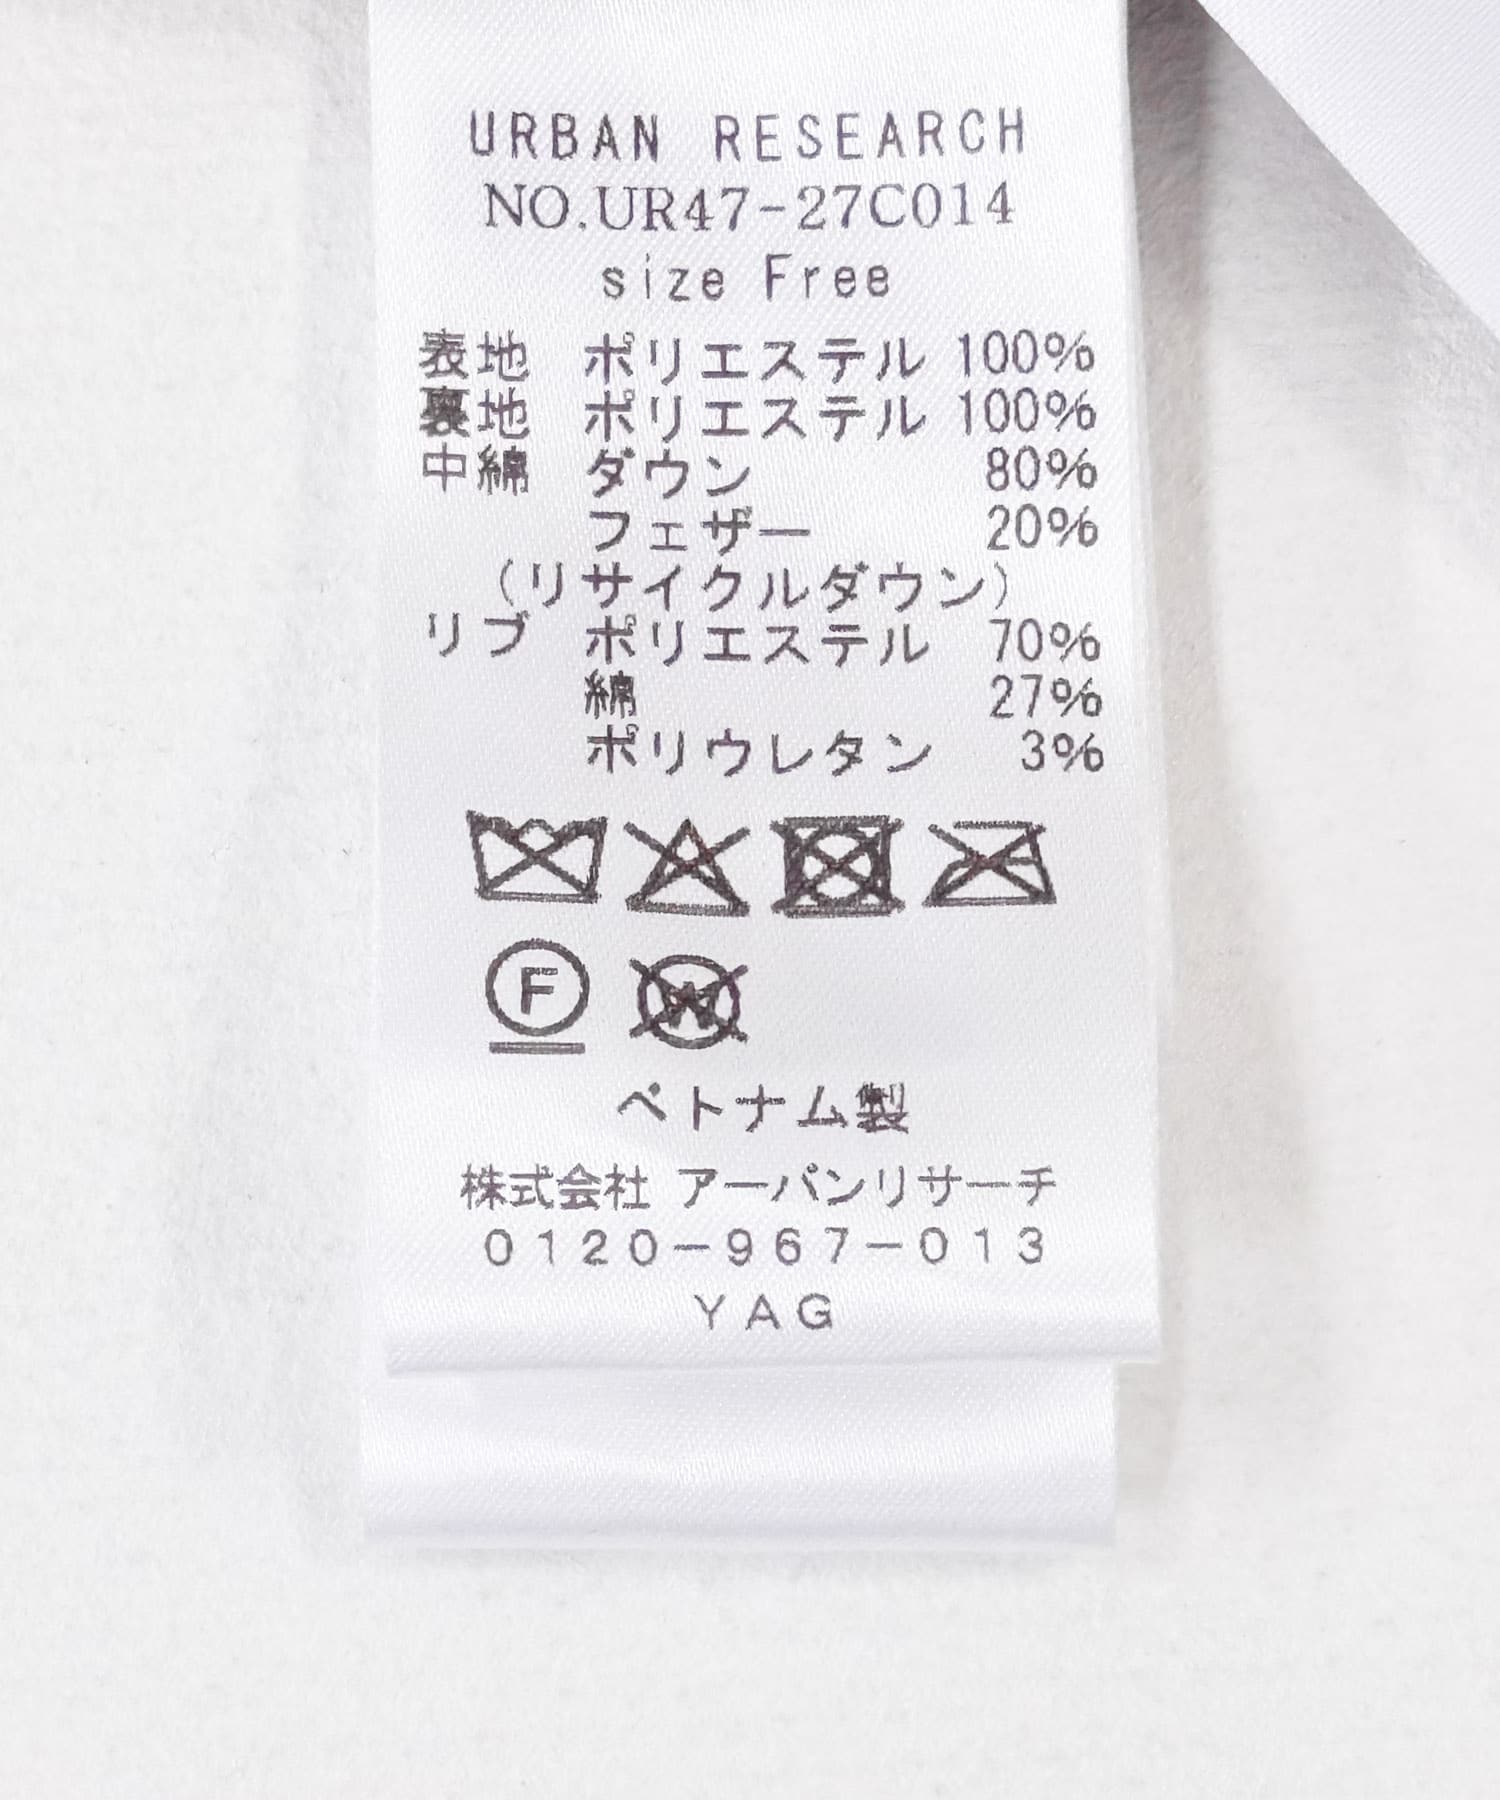 URBAN RESEARCH
NO.UR47-27C014
size Free
表地 ポリエステル 100%
裏地 ポリエステル 100%
中綿 ダウン 80%
フェザー 20%
(リサイクルダウン)
リブ ポリエステル 70%
綿 27%
ポリウレタン 3%
F W
ベトナム製
株式会社 アーバンリサーチ
0120-967-013
YAG